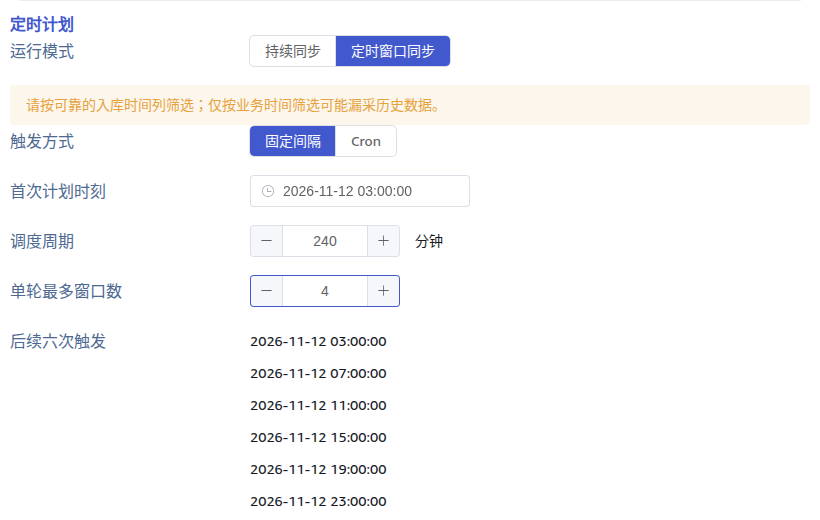 定时计划
运行模式 持续同步 定时窗口同步
请按可靠的入库时间列筛选；仅按业务时间筛选可能漏采历史数据。
触发方式 固定间隔 Cron
首次计划时刻 2026-11-12 03:00:00
调度周期 − 240 + 分钟
单轮最多窗口数 − 4 +
后续六次触发 2026-11-12 03:00:00
2026-11-12 07:00:00
2026-11-12 11:00:00
2026-11-12 15:00:00
2026-11-12 19:00:00
2026-11-12 23:00:00